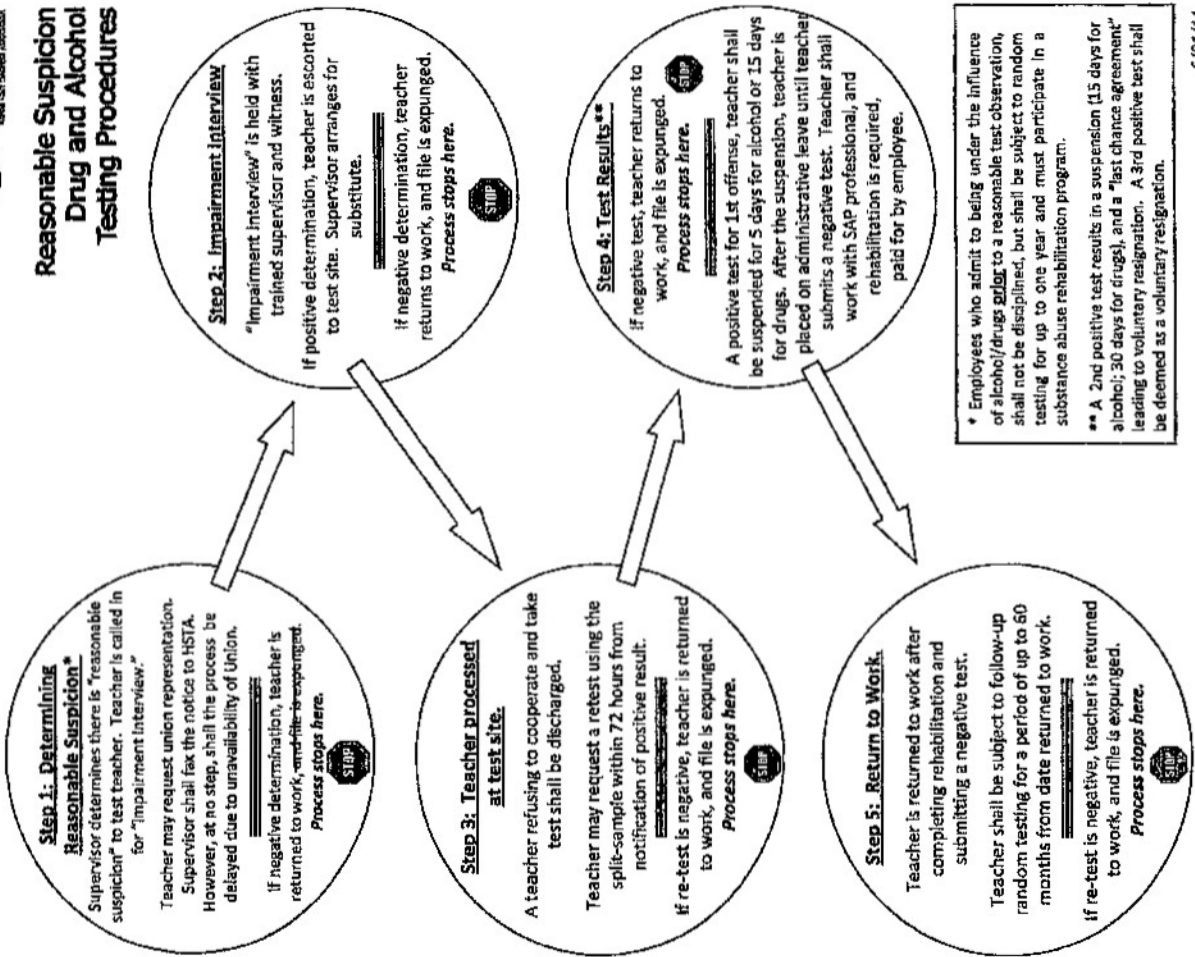 Reasonable Suspicion
Drug and Alcohol
Testing Procedures
Step 1: Determining
Reasonable Suspicion*
Supervisor determines there is "reasonable
suspicion" to test teacher. Teacher is called in
for "Impairment Interview."
Teacher may request union representation.
Supervisor shall fax the notice to HSTA.
However, at no step, shall the process be
delayed due to unavailability of Union.
If negative determination, teacher is
returned to work, and file is expunged.
Process stops here.
STOP
Step 2: Impairment Interview
"Impairment Interview" is held with
trained supervisor and witness.
If positive determination, teacher is escorted
to test site. Supervisor arranges for
substitute.
If negative determination, teacher
returns to work, and file is expunged.
Process stops here.
STOP
Step 3: Teacher processed
at test site.
A teacher refusing to cooperate and take
test shall be discharged.
Teacher may request a retest using the
split-sample within 72 hours from
notification of positive result.
If re-test is negative, teacher is returned
to work, and file is expunged.
Process stops here.
STOP
Step 4: Test Results**
If negative test, teacher returns to
work, and file is expunged.
Process stops here.
STOP
A positive test for 1st offense, teacher shall
be suspended for 5 days for alcohol or 15 days
for drugs. After the suspension, teacher is
placed on administrative leave until teacher
submits a negative test. Teacher shall
work with SAP professional, and
rehabilitation is required,
paid for by employee.
Step 5: Return to Work.
Teacher is returned to work after
completing rehabilitation and
submitting a negative test.
Teacher shall be subject to follow-up
random testing for a period of up to 60
months from date returned to work.
If re-test is negative, teacher is returned
to work, and file is expunged.
Process stops here.
STOP
* Employees who admit to being under the influence
of alcohol/drugs prior to a reasonable test observation,
shall not be disciplined, but shall be subject to random
testing for up to one year and must participate in a
substance abuse rehabilitation program.
** A 2nd positive test results in a suspension (15 days for
alcohol; 30 days for drugs), and a "last chance agreement"
leading to voluntary resignation. A 3rd positive test shall
be deemed as a voluntary resignation.